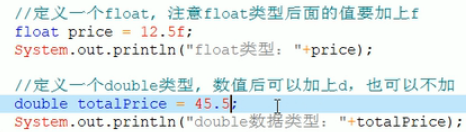 //定义一个float, 注意float类型后面的值要加上f
float price = 12.5f;
System.out.println("float类型: "+price);
//定义一个double类型, 数值后可以加上d, 也可以不加
double totalPrice = 45.5;
System.out.println("double数据类型: "+totalPrice);